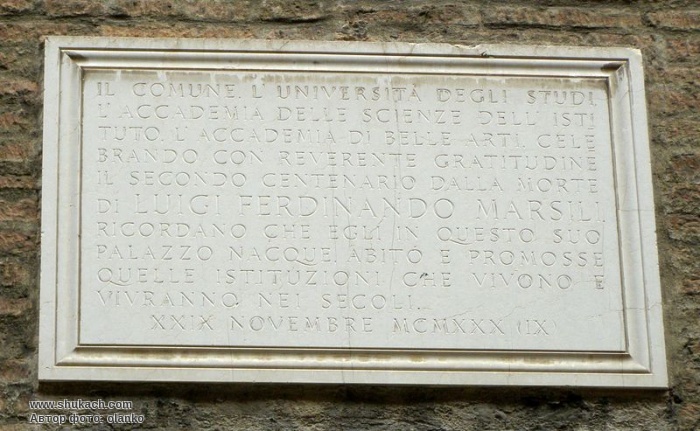 IL COMUNE, L'UNIVERSITÀ DEGLI STUDI,
L'ACCADEMIA DELLE SCIENZE DELL'ISTI
TUTO, L'ACCADEMIA DI BELLE ARTI, CELE
BRANDO CON REVERENTE GRATITUDINE
IL SECONDO CENTENARIO DALLA MORTE
DI LUIGI FERDINANDO MARSILI,
RICORDANO CHE EGLI IN QUESTO SUO
PALAZZO NACQUE, ABITÒ E PROMOSSE
QUELLE ISTITUZIONI CHE VIVONO E
VIVRANNO NEI SECOLI.
XXIX NOVEMBRE MCMXXX (IX)
www.shukach.com
Автор фото: olanko